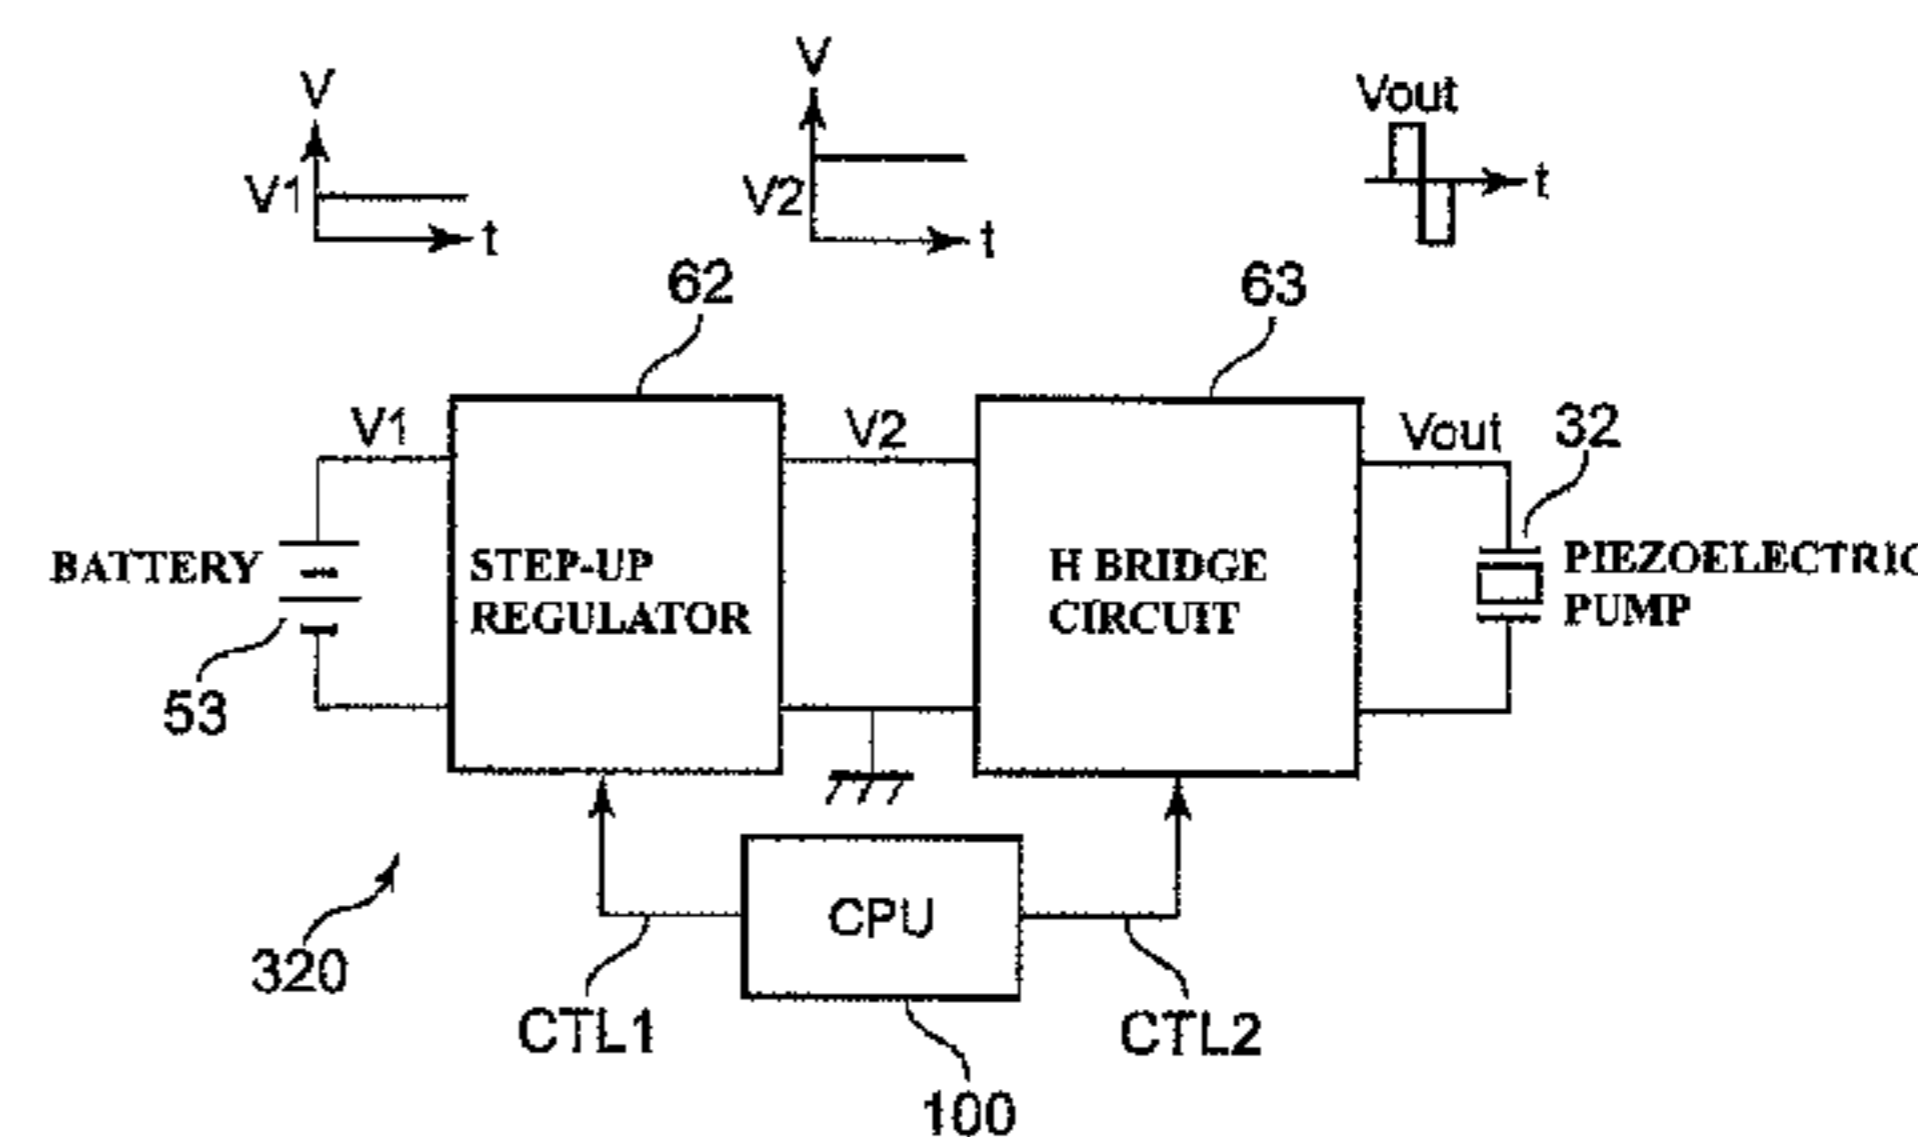 V
V
Vout
V1
V2
t
t
t
62
63
V1
V2
Vout
32
BATTERY
STEP-UP
REGULATOR
H BRIDGE
CIRCUIT
PIEZOELECTRIC
PUMP
53
CPU
320
CTL1
CTL2
100